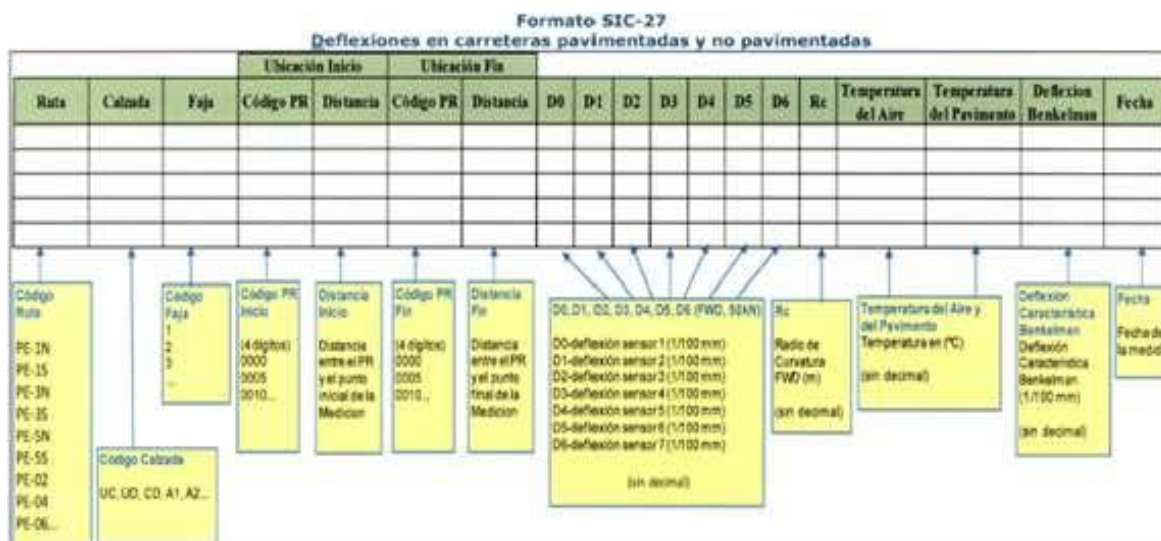 Formato SIC-27
Deflexiones en carreteras pavimentadas y no pavimentadas
Ubicación Inicio Ubicación Fin
Ruta Calzada Faja Código PR Distancia Código PR Distancia D0 D1 D2 D3 D4 D5 D6 Rc Temperatura del Aire Temperatura del Pavimento Deflexion Benkelman Fecha
Código
Ruta
PE-1N
PE-1S
PE-3N
PE-3S
PE-5N
PE-5S
PE-02
PE-04
PE-06...
Código Calzada
UC, UD, CD, A1, A2...
Código
Faja
1
2
3
...
Código PR
Inicio
(4 dígitos)
0000
0005
0010...
Distancia
Inicio
Distancia
entre el PR
y el punto
inicial de la
Medicion
Código PR
Fin
(4 dígitos)
0000
0005
0010...
Distancia
Fin
Distancia
entre el PR
y el punto
final de la
Medicion
D0, D1, D2, D3, D4, D5, D6 (FWD, 50kN)
D0-deflexión sensor 1 (1/100 mm)
D1-deflexión sensor 2 (1/100 mm)
D2-deflexión sensor 3 (1/100 mm)
D3-deflexión sensor 4 (1/100 mm)
D4-deflexión sensor 5 (1/100 mm)
D5-deflexión sensor 6 (1/100 mm)
D6-deflexión sensor 7 (1/100 mm)
(sin decimal)
Rc
Radio de
Curvatura
FWD (m)
(sin decimal)
Temperatura del Aire y
del Pavimento
Temperatura en (ºC)
(sin decimal)
Deflexion
Caracteristica
Benkelman
Deflexión
Caracteristica
Benkelman
(1/100 mm)
(sin decimal)
Fecha
Fecha de
la medic